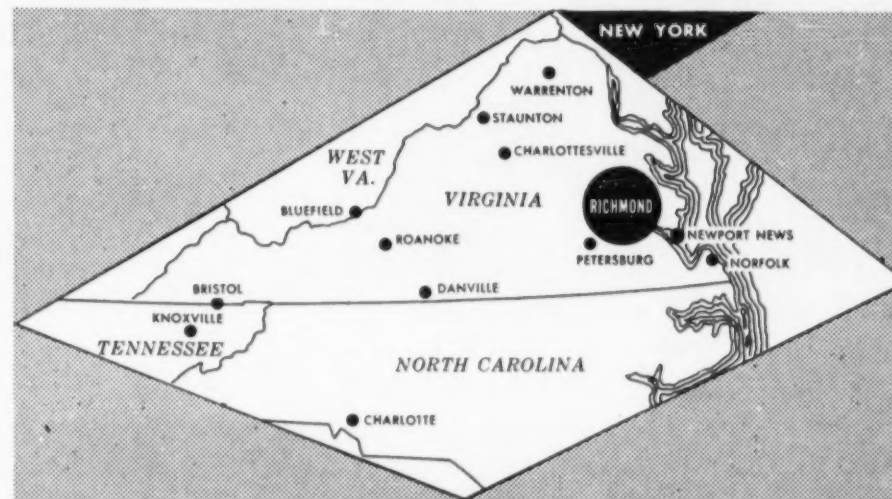 NEW YORK
WARRENTON
STAUNTON
CHARLOTTESVILLE
WEST
VA.
VIRGINIA
RICHMOND
BLUEFIELD
ROANOKE
NEWPORT NEWS
PETERSBURG
NORFOLK
BRISTOL
DANVILLE
KNOXVILLE
TENNESSEE
NORTH CAROLINA
CHARLOTTE